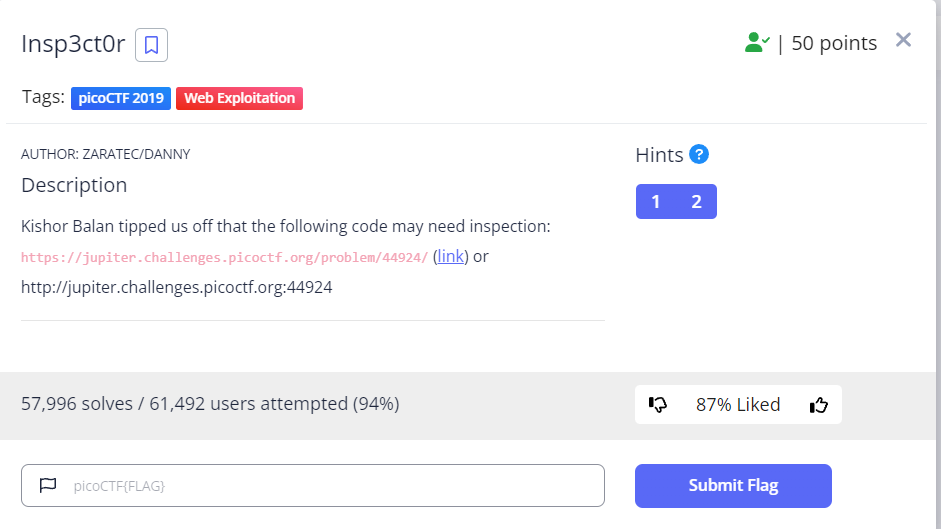 Insp3ct0r | 50 points
Tags: picoCTF 2019 Web Exploitation
AUTHOR: ZARATEC/DANNY
Hints ?
Description
1 2
Kishor Balan tipped us off that the following code may need inspection:
https://jupiter.challenges.picoctf.org/problem/44924/ (link) or
http://jupiter.challenges.picoctf.org:44924
57,996 solves / 61,492 users attempted (94%)
87% Liked
picoCTF{FLAG}
Submit Flag